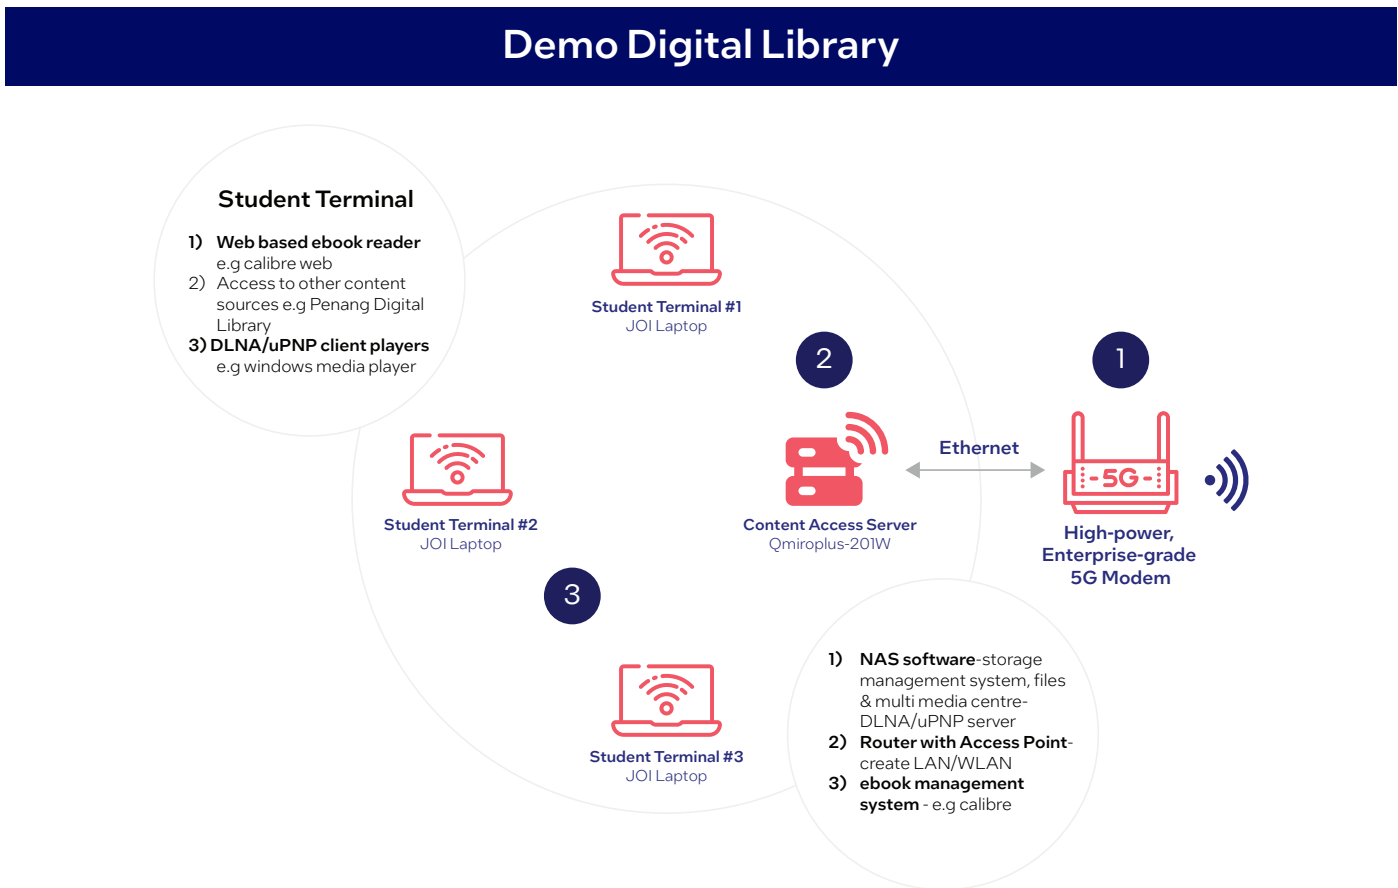 Demo Digital Library
Student Terminal
1) Web based ebook reader
e.g calibre web
2) Access to other content
sources e.g Penang Digital
Library
3) DLNA/uPNP client players
e.g windows media player
Student Terminal #1
JOI Laptop
2
1
Ethernet
-5G-
Student Terminal #2
JOI Laptop
Content Access Server
Qmiroplus-201W
High-power,
Enterprise-grade
5G Modem
3
Student Terminal #3
JOI Laptop
1) NAS software-storage
management system, files
& multi media centre-
DLNA/uPNP server
2) Router with Access Point-
create LAN/WLAN
3) ebook management
system - e.g calibre